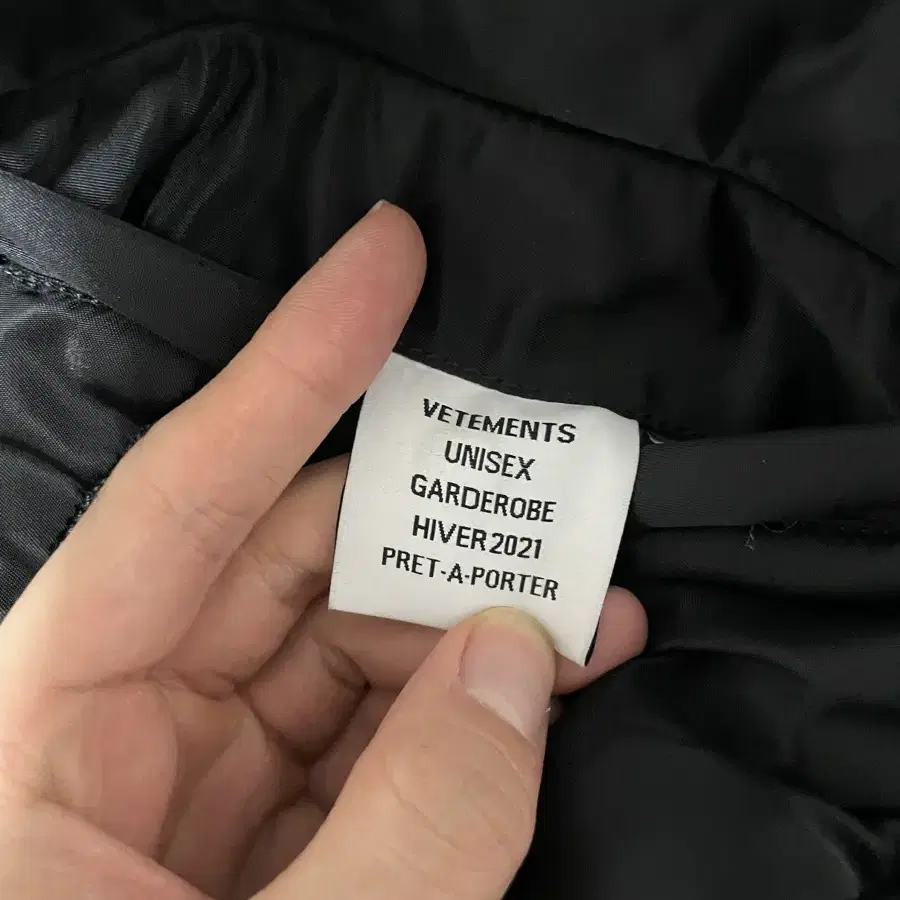 VETEMENTS
UNISEX
GARDEROBE
HIVER 2021
PRET-A-PORTER